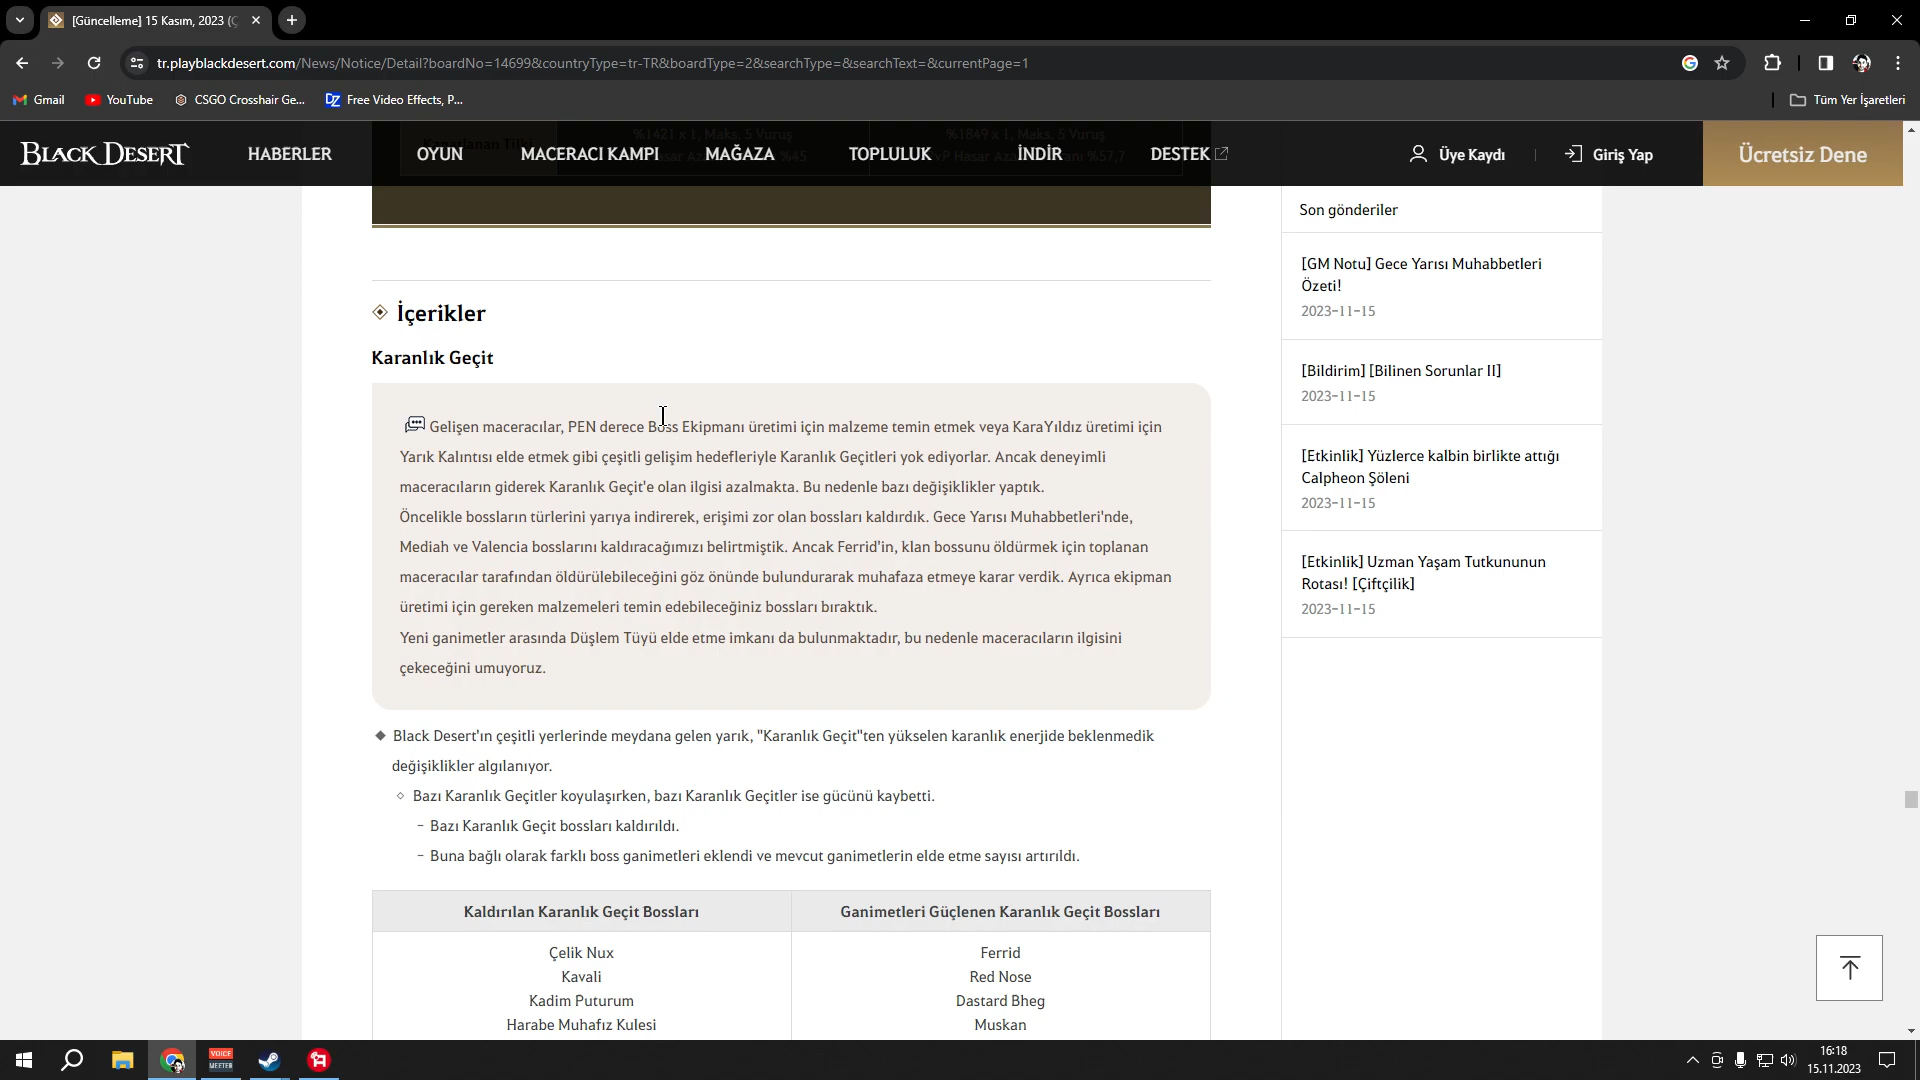 [Güncelleme] 15 Kasım, 2023 (Ç
tr.playblackdesert.com/News/Notice/Detail?boardNo=14699&countryType=tr-TR&boardType=2&searchType=&searchText=&currentPage=1
Gmail
YouTube
CSGO Crosshair Ge...
Free Video Effects, P...
Tüm Yer İşaretleri
%1421 x 1, Maks. 5 Vuruş
%1849 x 1, Maks. 5 Vuruş
BLACK DESERT
HABERLER
OYUN
MACERACI KAMPI
MAĞAZA
TOPLULUK
İNDİR
DESTEK
Üye Kaydı
Giriş Yap
Ücretsiz Dene
İçerikler
Karanlık Geçit
Gelişen maceracılar, PEN derece Boss Ekipmanı üretimi için malzeme temin etmek veya KaraYıldız üretimi için
Yarık Kalıntısı elde etmek gibi çeşitli gelişim hedefleriyle Karanlık Geçitleri yok ediyorlar. Ancak deneyimli
maceracıların giderek Karanlık Geçit'e olan ilgisi azalmakta. Bu nedenle bazı değişiklikler yaptık.
Öncelikle bossların türlerini yarıya indirerek, erişimi zor olan bossları kaldırdık. Gece Yarısı Muhabbetleri'nde,
Mediah ve Valencia bosslarını kaldıracağımızı belirtmiştik. Ancak Ferrid'in, klan bossunu öldürmek için toplanan
maceracılar tarafından öldürülebileceğini göz önünde bulundurarak muhafaza etmeye karar verdik. Ayrıca ekipman
üretimi için gereken malzemeleri temin edebileceğiniz bossları bıraktık.
Yeni ganimetler arasında Düşlem Tüyü elde etme imkanı da bulunmaktadır, bu nedenle maceracıların ilgisini
çekeceğini umuyoruz.
Black Desert'ın çeşitli yerlerinde meydana gelen yarık, "Karanlık Geçit"ten yükselen karanlık enerjide beklenmedik
değişiklikler algılanıyor.
Bazı Karanlık Geçitler koyulaşırken, bazı Karanlık Geçitler ise gücünü kaybetti.
- Bazı Karanlık Geçit bossları kaldırıldı.
- Buna bağlı olarak farklı boss ganimetleri eklendi ve mevcut ganimetlerin elde etme sayısı artırıldı.
Kaldırılan Karanlık Geçit Bossları
Ganimetleri Güçlenen Karanlık Geçit Bossları
Çelik Nux
Kavali
Kadim Puturum
Harabe Muhafız Kulesi
Ferrid
Red Nose
Dastard Bheg
Muskan
Son gönderiler
[GM Notu] Gece Yarısı Muhabbetleri
Özeti!
2023-11-15
[Bildirim] [Bilinen Sorunlar II]
2023-11-15
[Etkinlik] Yüzlerce kalbin birlikte attığı
Calpheon Şöleni
2023-11-15
[Etkinlik] Uzman Yaşam Tutkununun
Rotası! [Çiftçilik]
2023-11-15
VOICE
MEETER
16:18
15.11.2023